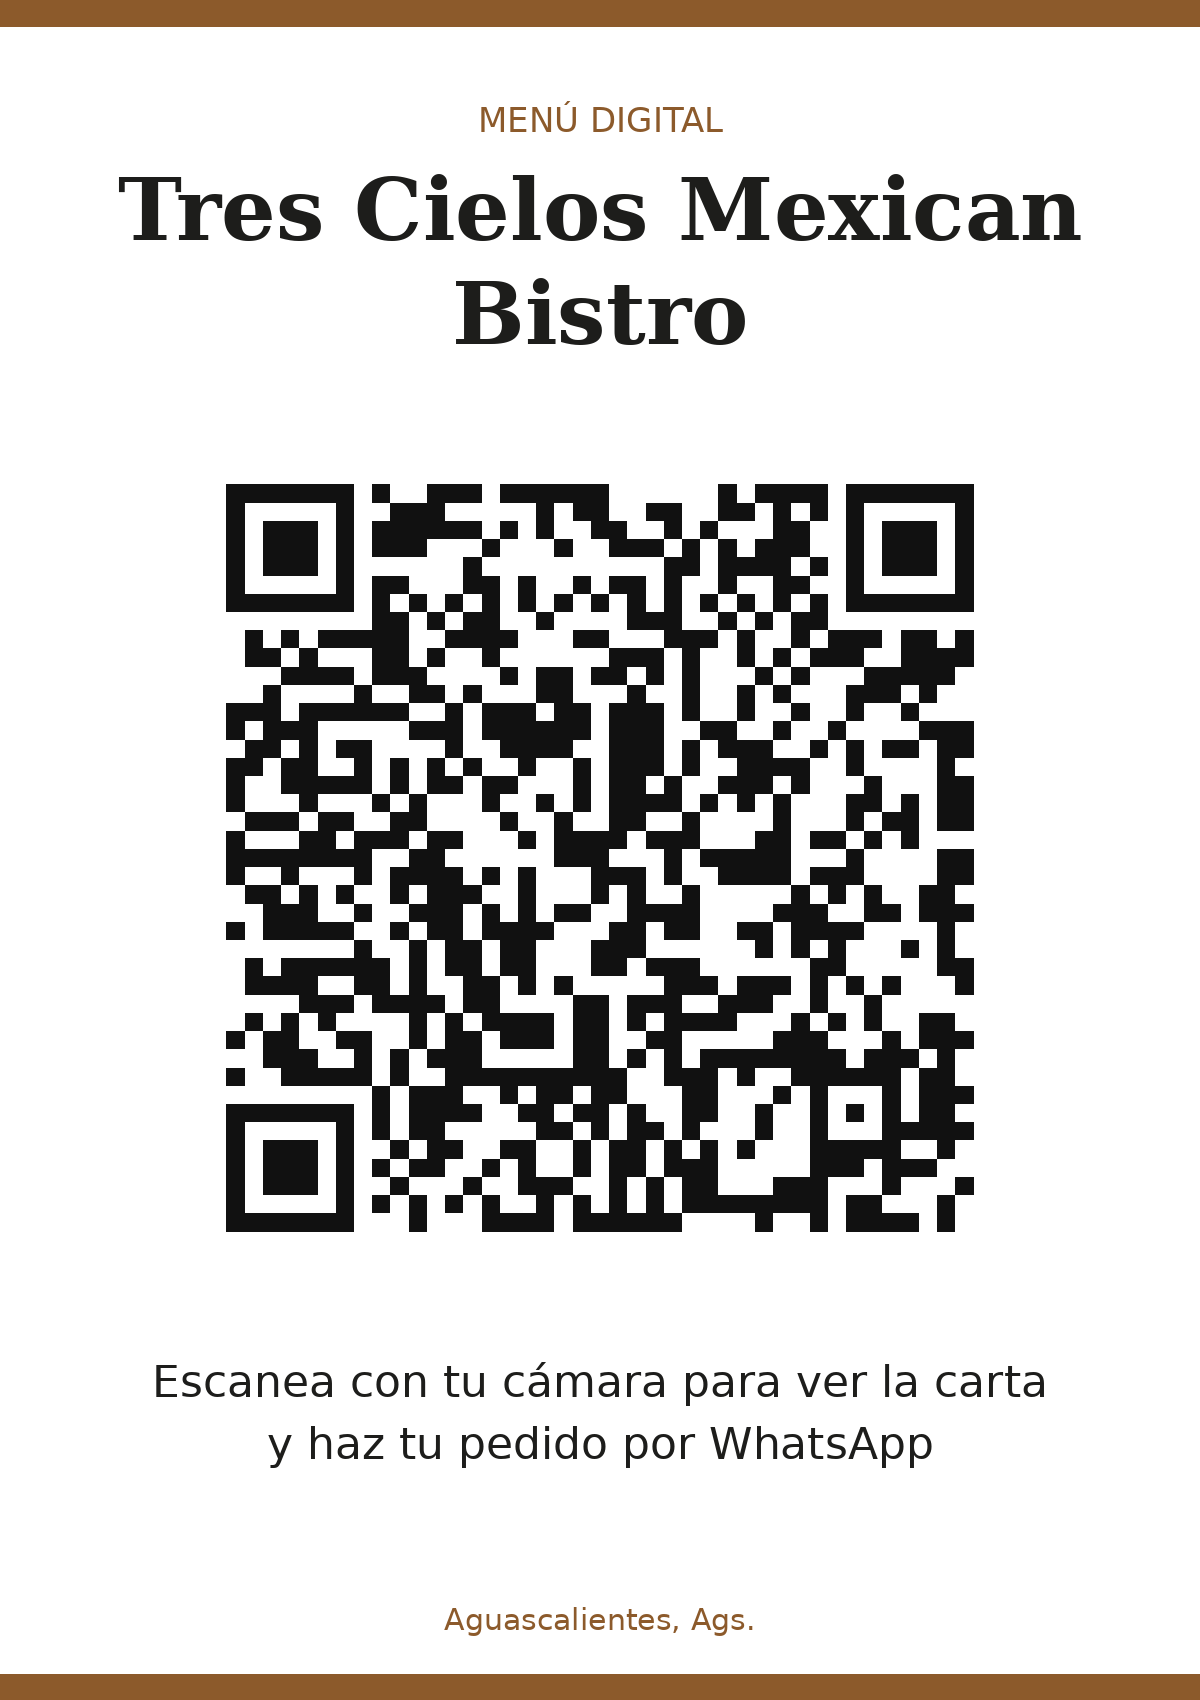 MENÚ DIGITAL
Tres Cielos Mexican
Bistro
Escanea con tu cámara para ver la carta
y haz tu pedido por WhatsApp
Aguascalientes, Ags.